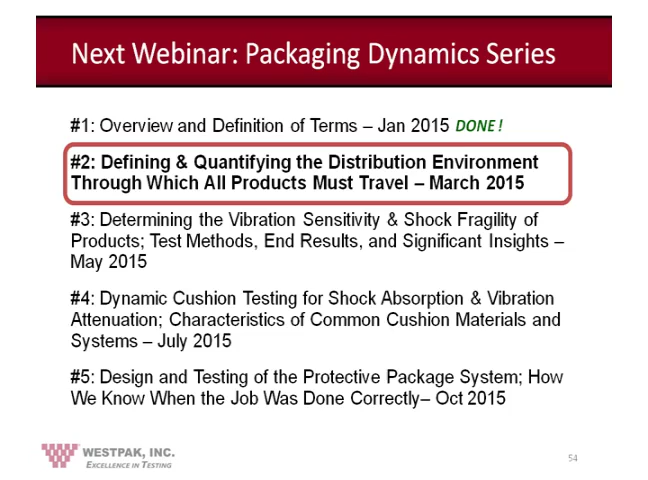 Next Webinar: Packaging Dynamics Series
#1: Overview and Definition of Terms – Jan 2015 DONE !
#2: Defining & Quantifying the Distribution Environment
Through Which All Products Must Travel – March 2015
#3: Determining the Vibration Sensitivity & Shock Fragility of
Products; Test Methods, End Results, and Significant Insights –
May 2015
#4: Dynamic Cushion Testing for Shock Absorption & Vibration
Attenuation; Characteristics of Common Cushion Materials and
Systems – July 2015
#5: Design and Testing of the Protective Package System; How
We Know When the Job Was Done Correctly– Oct 2015
WESTPAK, INC.
EXCELLENCE IN TESTING
54